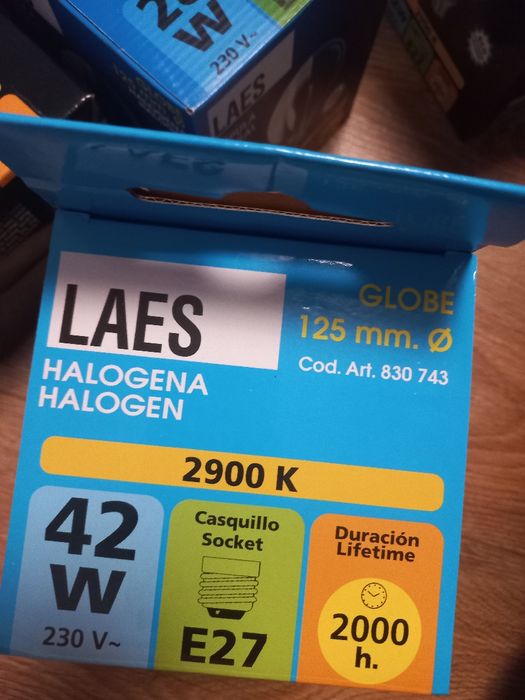 28
W
230 V~
LAES
LAES
HALOGENA
HALOGEN
GLOBE
125 mm. Ø
Cod. Art. 830 743
2900 K
42
W
230 V~
Casquillo
Socket
E27
Duración
Lifetime
2000
h.